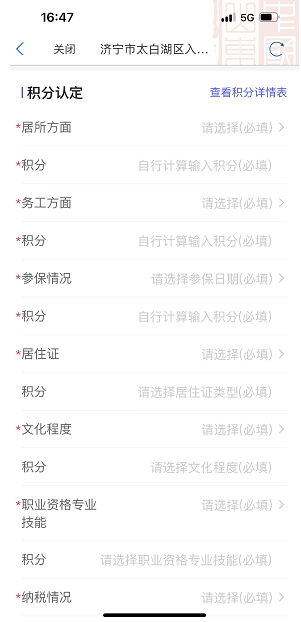 16:47
5G
关闭
济宁市太白湖区入...
积分认定
查看积分详情表
*居所方面
请选择(必填)
*积分
自行计算输入积分(必填)
*务工方面
请选择(必填)
*积分
自行计算输入积分(必填)
*参保情况
请选择参保日期(必填)
*积分
自行计算输入积分(必填)
*居住证
请选择(必填)
积分
请选择居住证类型(必填)
*文化程度
请选择(必填)
积分
请选择文化程度(必填)
*职业资格专业
技能
请选择(必填)
积分
请选择职业资格专业技能(必填)
*纳税情况
请选择(必填)